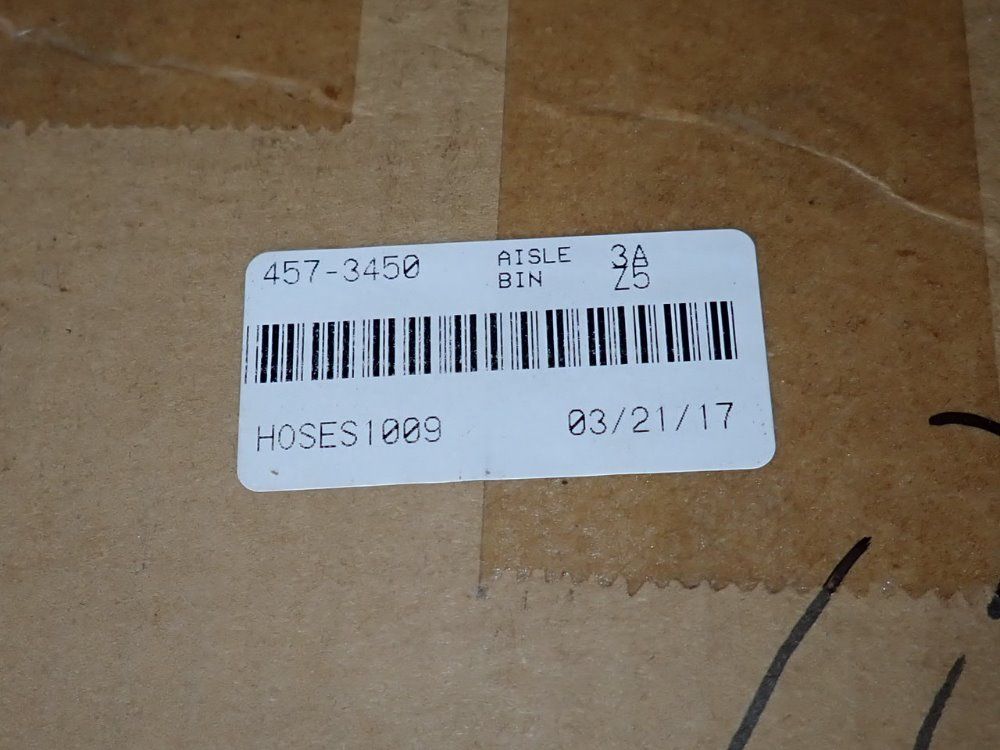 457-3450 AISLE 3A
BIN Z5
HOSES1009 03/21/17